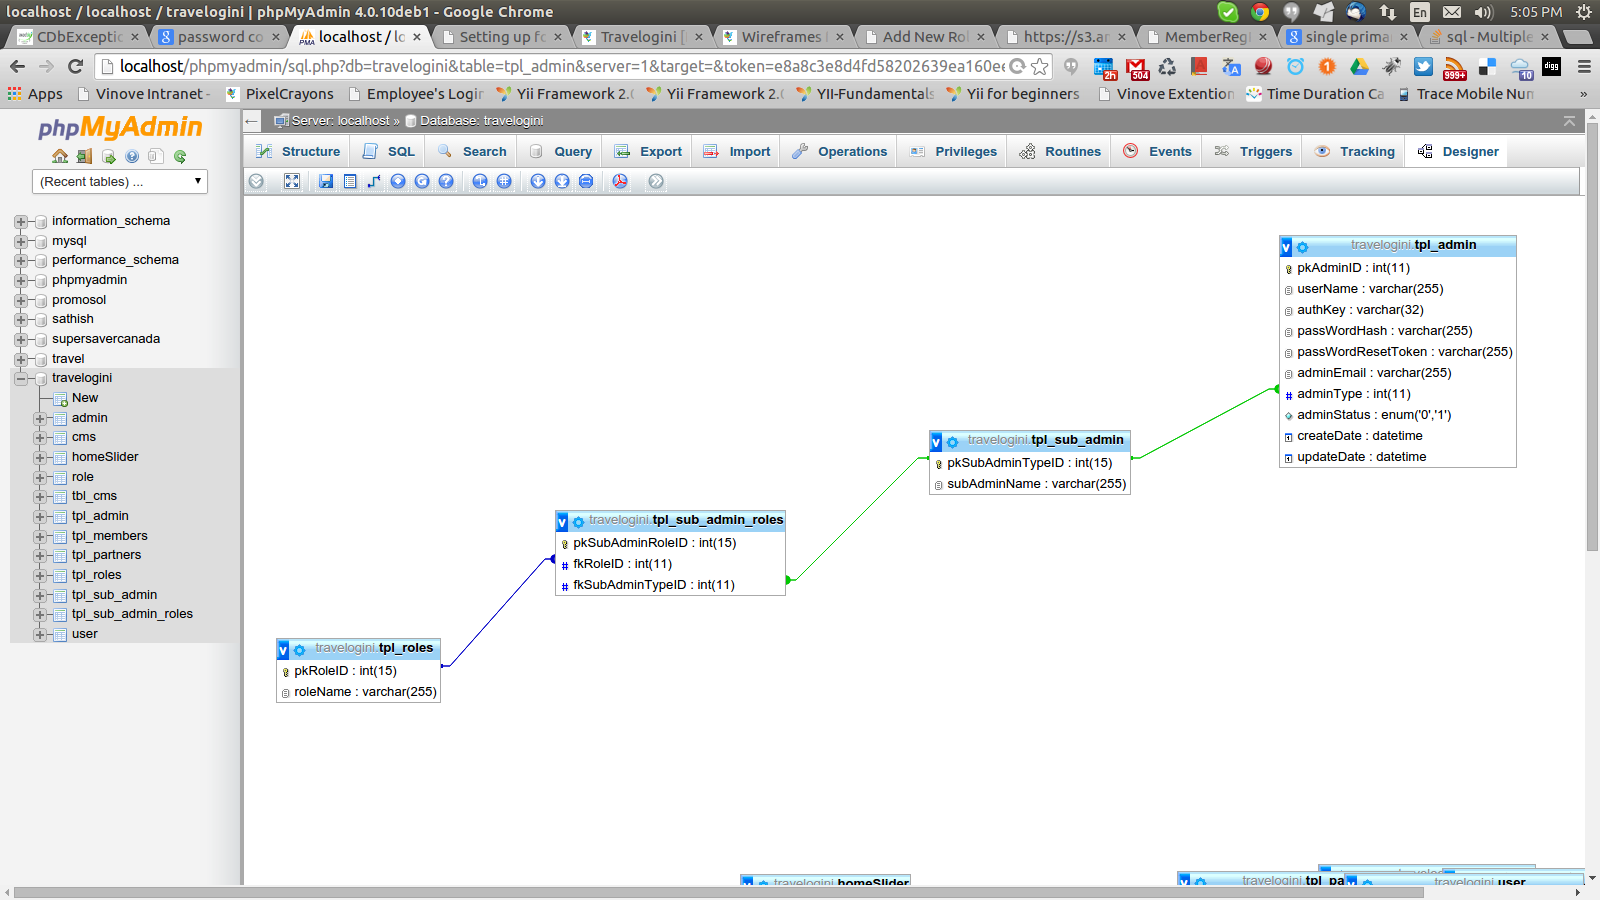 localhost / localhost / travelogini | phpMyAdmin 4.0.10deb1 - Google Chrome
En
5:05 PM
CDbExceptic
password co
localhost / lo
Setting up fo
Travelogini [
Wireframes
Add New Rol
https://s3.am
MemberRegi
single prima
sql - Multiple
localhost/phpmyadmin/sql.php?db=travelogini&table=tpl_admin&server=1&target=&token=e8a8c3e8d4fd58202639ea160ee
2h
504
1
999+
10
digg
Apps
Vinove Intranet -
PixelCrayons
Employee's Login
Yii Framework 2.0
Yii Framework 2.0
YII-Fundamentals
Yii for beginners
Vinove Extention
Time Duration Ca
Trace Mobile Num
»
phpMyAdmin
(Recent tables) ...
information_schema
mysql
performance_schema
phpmyadmin
promosol
sathish
supersavercanada
travel
travelogini
New
admin
cms
homeSlider
role
tbl_cms
tpl_admin
tpl_members
tpl_partners
tpl_roles
tpl_sub_admin
tpl_sub_admin_roles
user
Server: localhost » Database: travelogini
Structure
SQL
Search
Query
Export
Import
Operations
Privileges
Routines
Events
Triggers
Tracking
Designer
v travelogini.tpl_admin
pkAdminID : int(11)
userName : varchar(255)
authKey : varchar(32)
passWordHash : varchar(255)
passWordResetToken : varchar(255)
adminEmail : varchar(255)
# adminType : int(11)
adminStatus : enum('0','1')
createDate : datetime
updateDate : datetime
v travelogini.tpl_sub_admin
pkSubAdminTypeID : int(15)
subAdminName : varchar(255)
v travelogini.tpl_sub_admin_roles
pkSubAdminRoleID : int(15)
# fkRoleID : int(11)
# fkSubAdminTypeID : int(11)
v travelogini.tpl_roles
pkRoleID : int(15)
roleName : varchar(255)
travelogini.homeSlider
travelogini.tpl_pa
travelogini.user